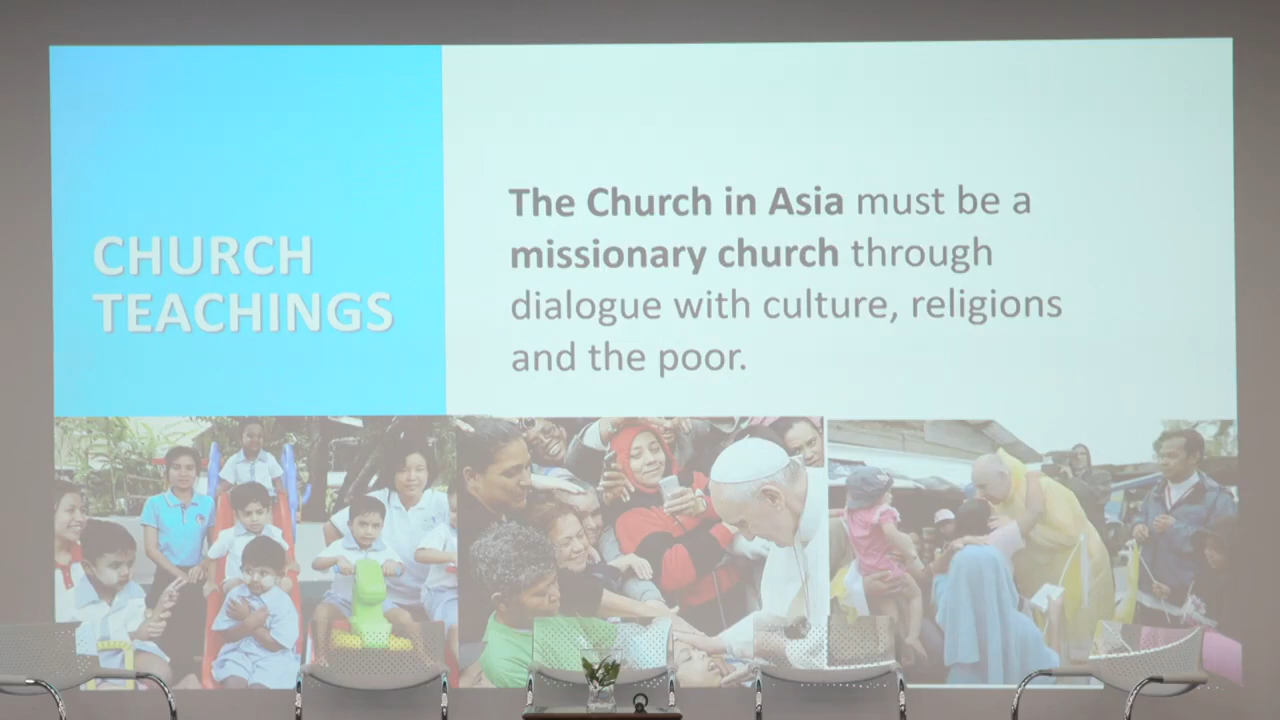 CHURCH
TEACHINGS
The Church in Asia must be a
missionary church through
dialogue with culture, religions
and the poor.